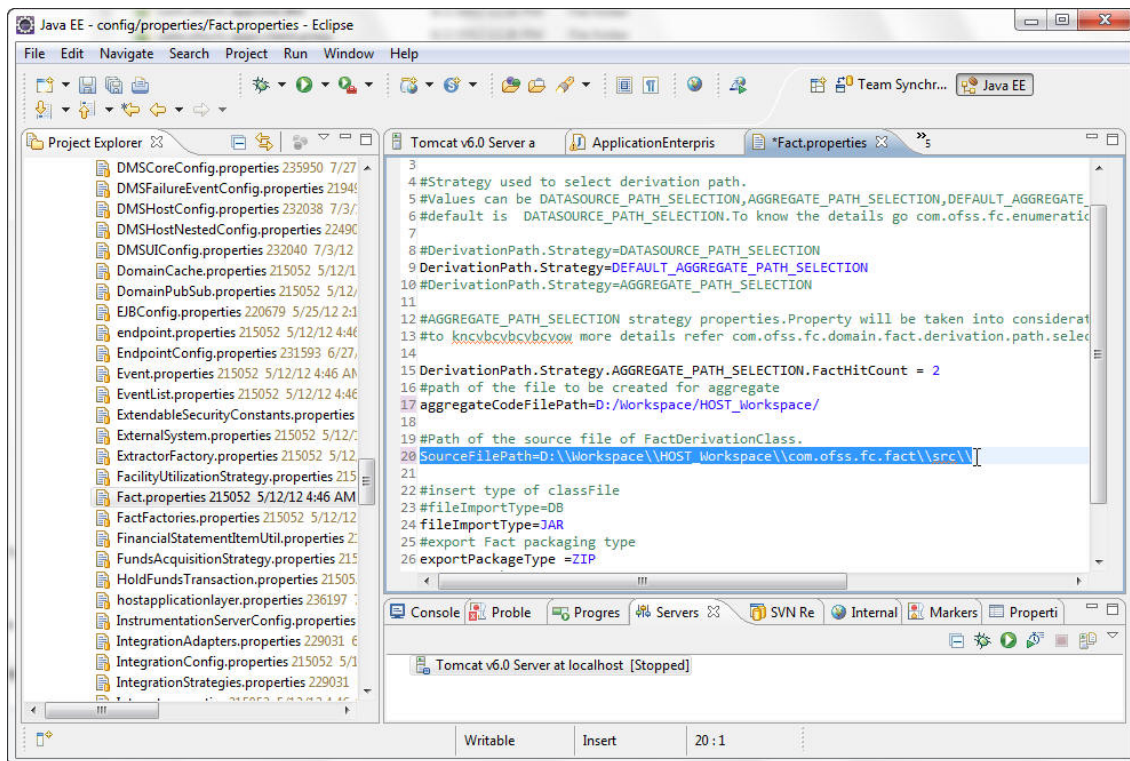 Java EE - config/properties/Fact.properties - Eclipse
File Edit Navigate Search Project Run Window Help
Team Synchr... Java EE
Project Explorer
DMSCoreConfig.properties 235950 7/27
DMSFailureEventConfig.properties 21949
DMSHostConfig.properties 232038 7/3/
DMSHostNestedConfig.properties 22490
DMSUIConfig.properties 232040 7/3/12
DomainCache.properties 215052 5/12/1
DomainPubSub.properties 215052 5/12/
EJBConfig.properties 220679 5/25/12 2:1
endpoint.properties 215052 5/12/12 4:46
EndpointConfig.properties 231593 6/27/
Event.properties 215052 5/12/12 4:46 AM
EventList.properties 215052 5/12/12 4:46
ExtendableSecurityConstants.properties
ExternalSystem.properties 215052 5/12/
ExtractorFactory.properties 215052 5/12
FacilityUtilizationStrategy.properties 215
Fact.properties 215052 5/12/12 4:46 AM
FactFactories.properties 215052 5/12/12
FinancialStatementItemUtil.properties 2
FundsAcquisitionStrategy.properties 215
HoldFundsTransaction.properties 21505
hostapplicationlayer.properties 236197
InstrumentationServerConfig.properties
IntegrationAdapters.properties 229031 6
IntegrationConfig.properties 215052 5/1
IntegrationStrategies.properties 229031
Tomcat v6.0 Server a ApplicationEnterpris *Fact.properties »5
3
4 #Strategy used to select derivation path.
5 #Values can be DATASOURCE_PATH_SELECTION,AGGREGATE_PATH_SELECTION,DEFAULT_AGGREGATE_
6 #default is  DATASOURCE_PATH_SELECTION.To know the details go com.ofss.fc.enumeratio
7
8 #DerivationPath.Strategy=DATASOURCE_PATH_SELECTION
9 DerivationPath.Strategy=DEFAULT_AGGREGATE_PATH_SELECTION
10 #DerivationPath.Strategy=AGGREGATE_PATH_SELECTION
11
12 #AGGREGATE_PATH_SELECTION strategy properties.Property will be taken into considerat
13 #to kncvbcvbcvbcvow more details refer com.ofss.fc.domain.fact.derivation.path.selec
14
15 DerivationPath.Strategy.AGGREGATE_PATH_SELECTION.FactHitCount = 2
16 #path of the file to be created for aggregate
17 aggregateCodeFilePath=D:/Workspace/HOST_Workspace/
18
19 #Path of the source file of FactDerivationClass.
20 SourceFilePath=D:\\Workspace\\HOST_Workspace\\com.ofss.fc.fact\\src\\
21
22 #insert type of classFile
23 #fileImportType=DB
24 fileImportType=JAR
25 #export Fact packaging type
26 exportPackageType =ZIP
Console Proble Progres Servers SVN Re Internal Markers Properti
Tomcat v6.0 Server at localhost [Stopped]
Writable Insert 20 : 1